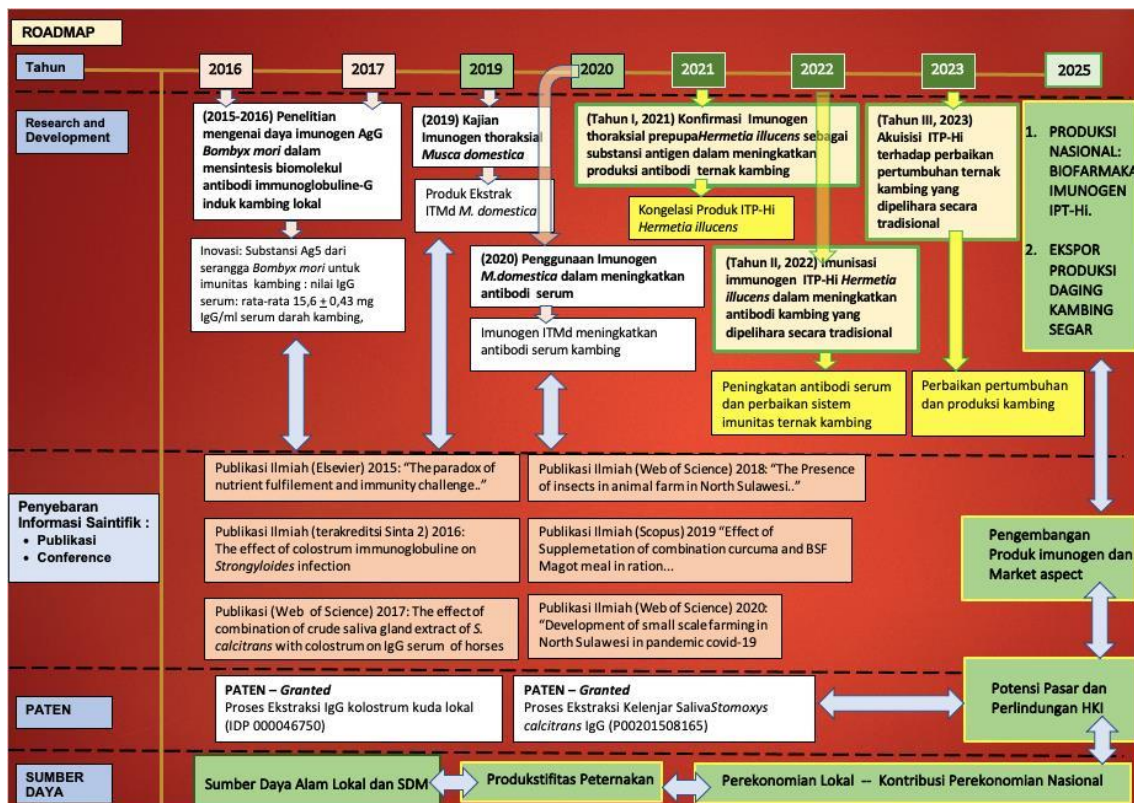 ROADMAP
Tahun
2016
2017
2019
2020
2021
2022
2023
2025
Research and
Development
(2015-2016) Penelitian
mengenai daya imunogen AgG
Bombyx mori dalam
mensintesis biomolekul
antibodi immunoglobuline-G
induk kambing lokal
Inovasi: Substansi Ag5 dari
serangga Bombyx mori untuk
imunitas kambing : nilai IgG
serum: rata-rata 15,6 + 0,43 mg
IgG/ml serum darah kambing,
(2019) Kajian
Imunogen thoraksial
Musca domestica
Produk Ekstrak
ITMd M. domestica
(2020) Penggunaan Imunogen
M.domestica dalam meningkatkan
antibodi serum
Imunogen ITMd meningkatkan
antibodi serum kambing
(Tahun I, 2021) Konfirmasi Imunogen
thoraksial prepupaHermetia illucens sebagai
substansi antigen dalam meningkatkan
produksi antibodi ternak kambing
Kongelasi Produk ITP-Hi
Hermetia illucens
(Tahun II, 2022) Imunisasi
immunogen ITP-Hi Hermetia
illucens dalam meningkatkan
antibodi kambing yang
dipelihara secara tradisional
Peningkatan antibodi serum
dan perbaikan sistem
imunitas ternak kambing
(Tahun III, 2023)
Akuisisi ITP-Hi
terhadap perbaikan
pertumbuhan ternak
kambing yang
dipelihara secara
tradisional
Perbaikan pertumbuhan
dan produksi kambing
1. PRODUKSI
NASIONAL:
BIOFARMAKA
IMUNOGEN
IPT-Hi.
2. EKSPOR
PRODUKSI
DAGING
KAMBING
SEGAR
Penyebaran
Informasi Saintifik :
• Publikasi
• Conference
Publikasi Ilmiah (Elsevier) 2015: "The paradox of
nutrient fulfilement and immunity challenge.."
Publikasi Ilmiah (terakreditsi Sinta 2) 2016:
The effect of colostrum immunoglobuline on
Strongyloides infection
Publikasi (Web of Science) 2017: The effect of
combination of crude saliva gland extract of S.
calcitrans with colostrum on IgG serum of horses
Publikasi Ilmiah (Web of Science) 2018: "The Presence
of insects in animal farm in North Sulawesi.."
Publikasi Ilmiah (Scopus) 2019 "Effect of
Supplemetation of combination curcuma and BSF
Magot meal in ration...
Publikasi Ilmiah (Web of Science) 2020:
"Development of small scale farming in
North Sulawesi in pandemic covid-19
Pengembangan
Produk imunogen dan
Market aspect
PATEN
PATEN – Granted
Proses Ekstraksi IgG kolostrum kuda lokal
(IDP 000046750)
PATEN – Granted
Proses Ekstraksi Kelenjar SalivaStomoxys
calcitrans IgG (P00201508165)
Potensi Pasar dan
Perlindungan HKI
SUMBER
DAYA
Sumber Daya Alam Lokal dan SDM
Produkstifitas Peternakan
Perekonomian Lokal -- Kontribusi Perekonomian Nasional